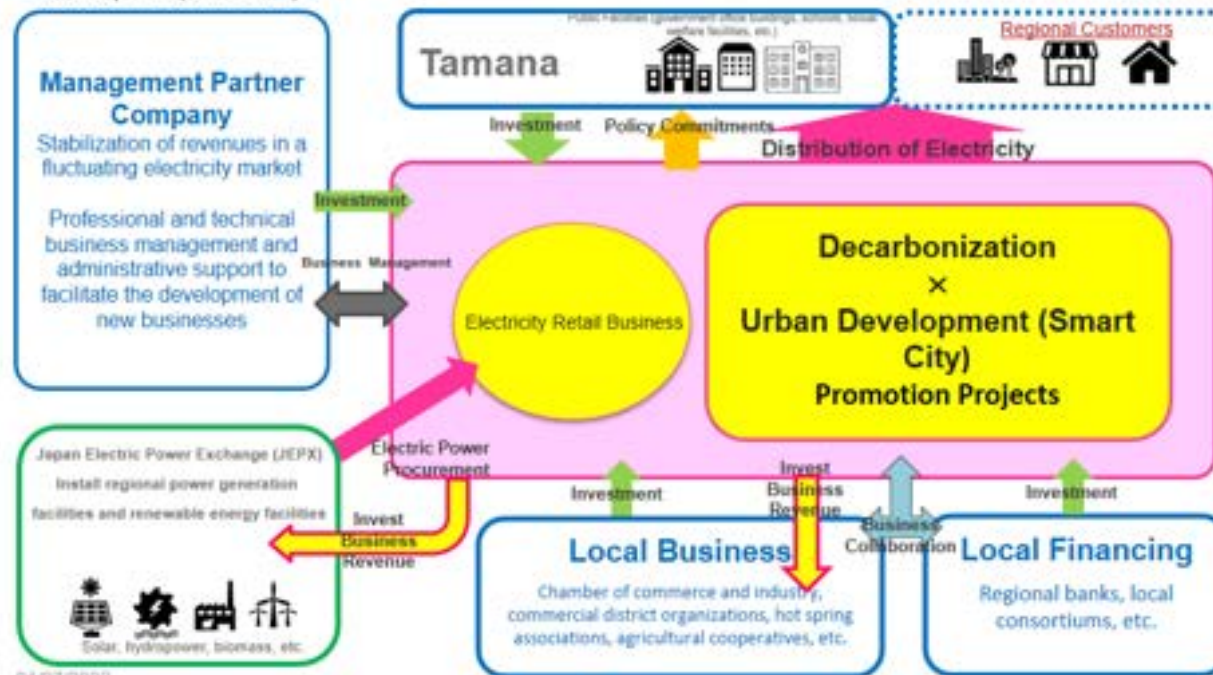 Management Partner
Company
Stabilization of revenues in a
fluctuating electricity market
Professional and technical
business management and
administrative support to
facilitate the development of
new businesses
Tamana
Public Facilities (government office buildings, schools, social
welfare facilities, etc.)
Regional Customers
Investment
Policy Commitments
Distribution of Electricity
Investment
Business Management
Electricity Retail Business
Decarbonization
×
Urban Development (Smart
City)
Promotion Projects
Japan Electric Power Exchange (JEPX)
Install regional power generation
facilities and renewable energy facilities
Solar, hydropower, biomass, etc.
Electric Power
Procurement
Invest
Business
Revenue
Investment
Invest
Business
Revenue
Business
Collaboration
Investment
Local Business
Chamber of commerce and industry,
commercial district organizations, hot spring
associations, agricultural cooperatives, etc.
Local Financing
Regional banks, local
consortiums, etc.